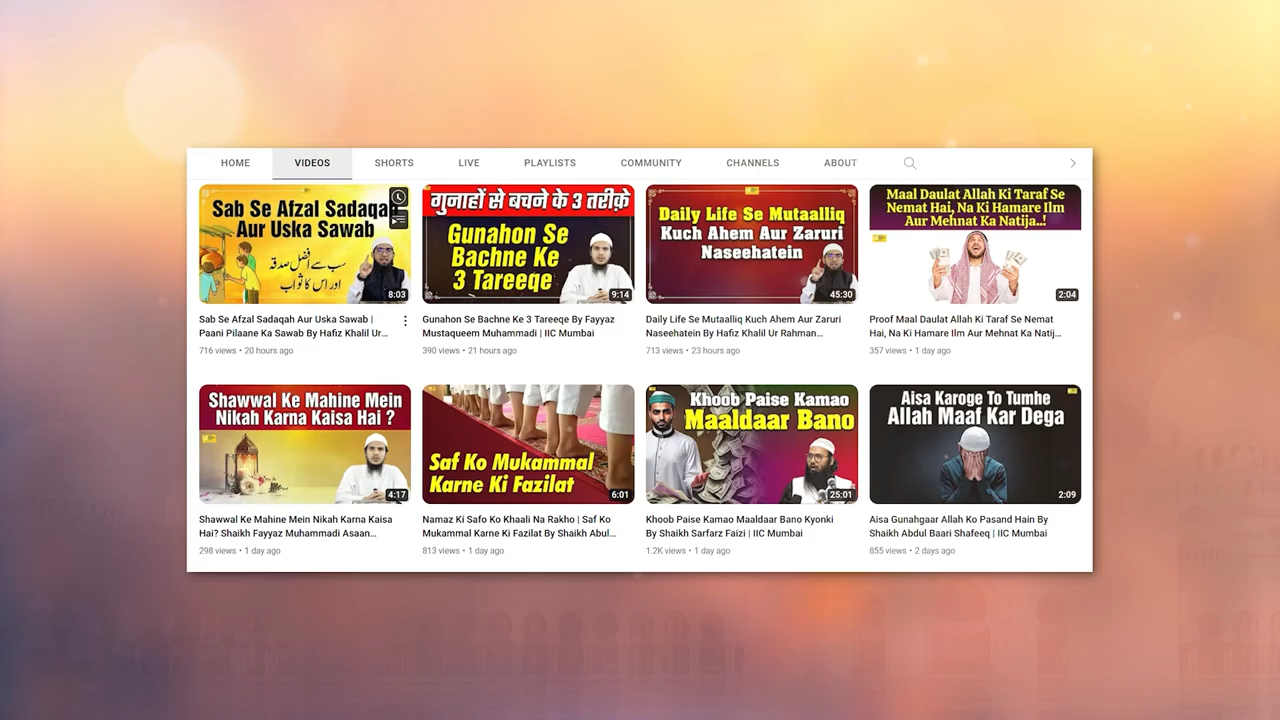 HOME VIDEOS SHORTS LIVE PLAYLISTS COMMUNITY CHANNELS ABOUT
Sab Se Afzal Sadaqa
Aur Uska Sawab
سب سے افضل صدقہ
اور اس کا ثواب
8:03
Sab Se Afzal Sadaqah Aur Uska Sawab |
Paani Pilaane Ka Sawab By Hafiz Khalil Ur...
716 views • 20 hours ago
गुनाहों से बचने के 3 तरीक़े
Gunahon Se
Bachne Ke
3 Tareeqe
9:14
Gunahon Se Bachne Ke 3 Tareeqe By Fayyaz
Mustaqueem Muhammadi | IIC Mumbai
390 views • 21 hours ago
Daily Life Se Mutaalliq
Kuch Ahem Aur Zaruri
Naseehatein
45:30
Daily Life Se Mutaalliq Kuch Ahem Aur Zaruri
Naseehatein By Hafiz Khalil Ur Rahman...
713 views • 23 hours ago
Maal Daulat Allah Ki Taraf Se
Nemat Hai, Na Ki Hamare Ilm
Aur Mehnat Ka Natija..!
2:04
Proof Maal Daulat Allah Ki Taraf Se Nemat
Hai, Na Ki Hamare Ilm Aur Mehnat Ka Natij...
357 views • 1 day ago
Shawwal Ke Mahine Mein
Nikah Karna Kaisa Hai ?
4:17
Shawwal Ke Mahine Mein Nikah Karna Kaisa
Hai? Shaikh Fayyaz Muhammadi Asaan...
298 views • 1 day ago
Saf Ko Mukammal
Karne Ki Fazilat
6:01
Namaz Ki Safo Ko Khaali Na Rakho | Saf Ko
Mukammal Karne Ki Fazilat By Shaikh Abul...
813 views • 1 day ago
Khoob Paise Kamao
Maaldaar Bano
25:01
Khoob Paise Kamao Maaldaar Bano Kyonki
By Shaikh Sarfarz Faizi | IIC Mumbai
1.2K views • 1 day ago
Aisa Karoge To Tumhe
Allah Maaf Kar Dega
2:09
Aisa Gunahgaar Allah Ko Pasand Hain By
Shaikh Abdul Baari Shafeeq | IIC Mumbai
855 views • 2 days ago